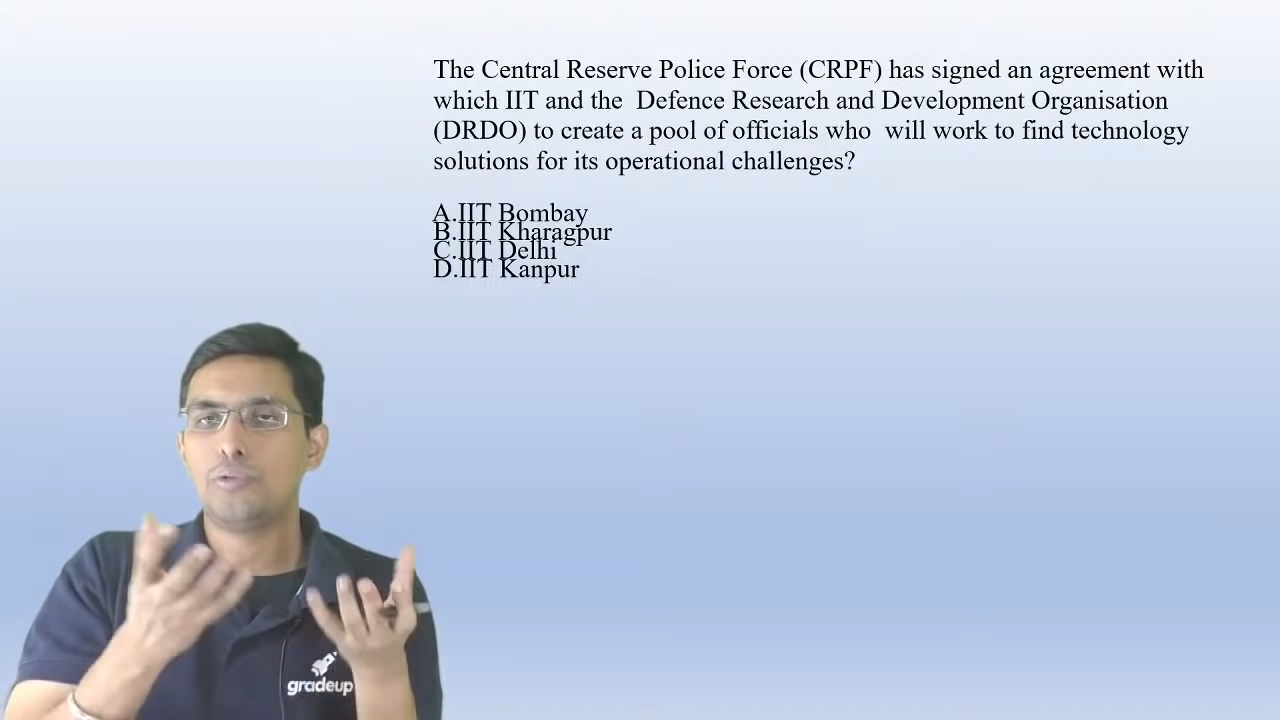 The Central Reserve Police Force (CRPF) has signed an agreement with
which IIT and the  Defence Research and Development Organisation
(DRDO) to create a pool of officials who  will work to find technology
solutions for its operational challenges?
A.IIT Bombay
B.IIT Kharagpur
C.IIT Delhi
D.IIT Kanpur
gradeup